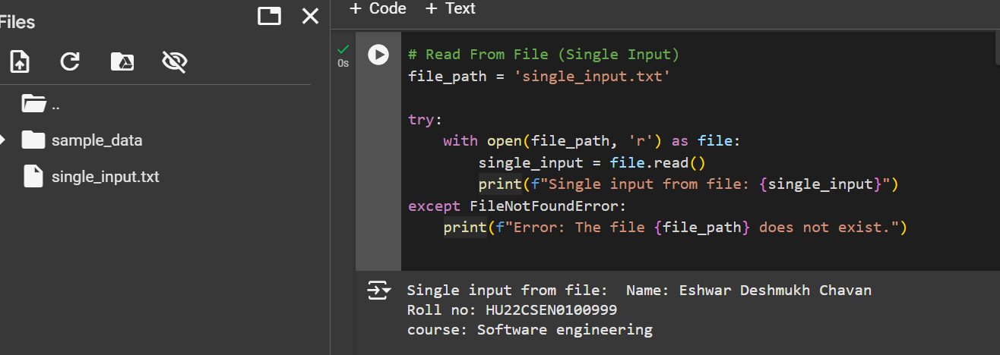 Files
+ Code + Text
..
sample_data
single_input.txt
0s
# Read From File (Single Input)
file_path = 'single_input.txt'
try:
    with open(file_path, 'r') as file:
        single_input = file.read()
        print(f"Single input from file: {single_input}")
except FileNotFoundError:
    print(f"Error: The file {file_path} does not exist.")
Single input from file:  Name: Eshwar Deshmukh Chavan
Roll no: HU22CSEN0100999
course: Software engineering